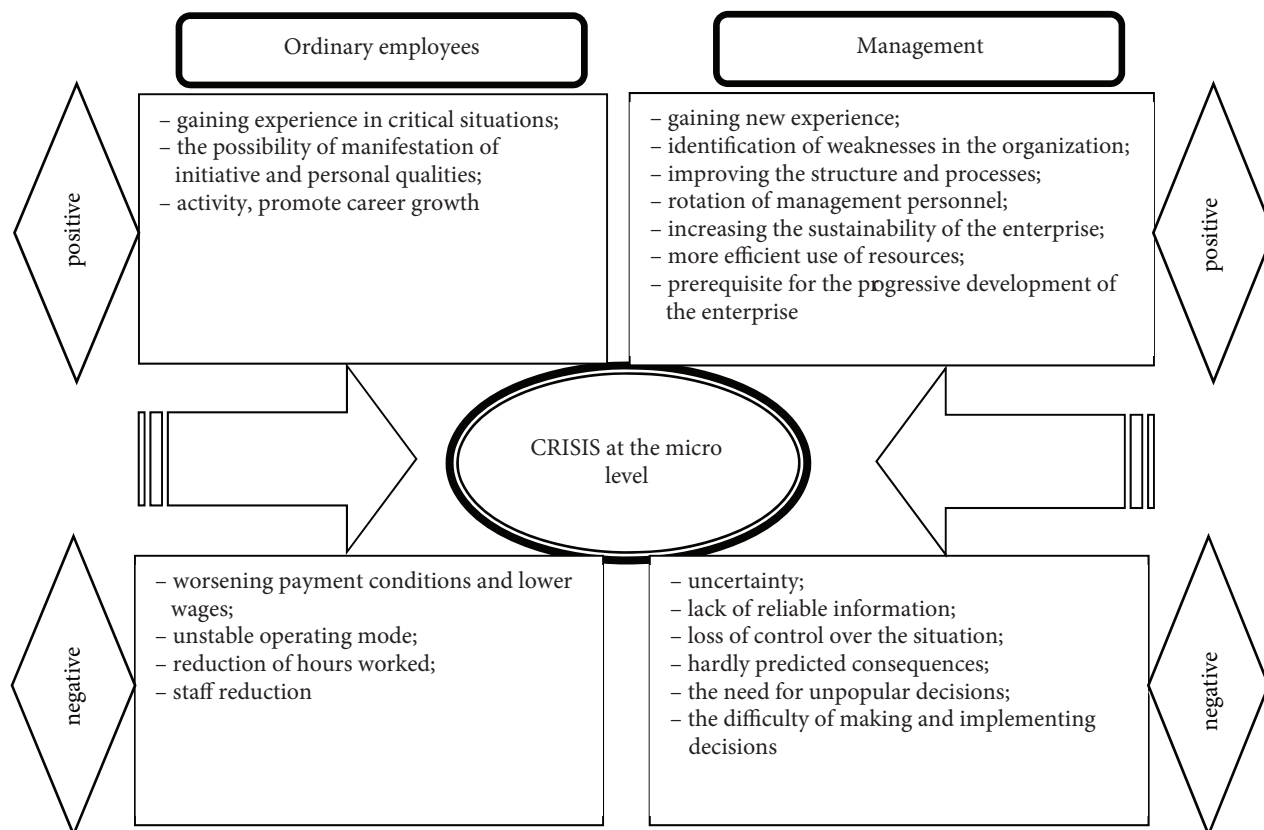 Ordinary employees
Management
positive
– gaining experience in critical situations;
– the possibility of manifestation of
initiative and personal qualities;
– activity, promote career growth
– gaining new experience;
– identification of weaknesses in the organization;
– improving the structure and processes;
– rotation of management personnel;
– increasing the sustainability of the enterprise;
– more efficient use of resources;
– prerequisite for the progressive development of
the enterprise
positive
CRISIS at the micro
level
negative
– worsening payment conditions and lower
wages;
– unstable operating mode;
– reduction of hours worked;
– staff reduction
– uncertainty;
– lack of reliable information;
– loss of control over the situation;
– hardly predicted consequences;
– the need for unpopular decisions;
– the difficulty of making and implementing
decisions
negative